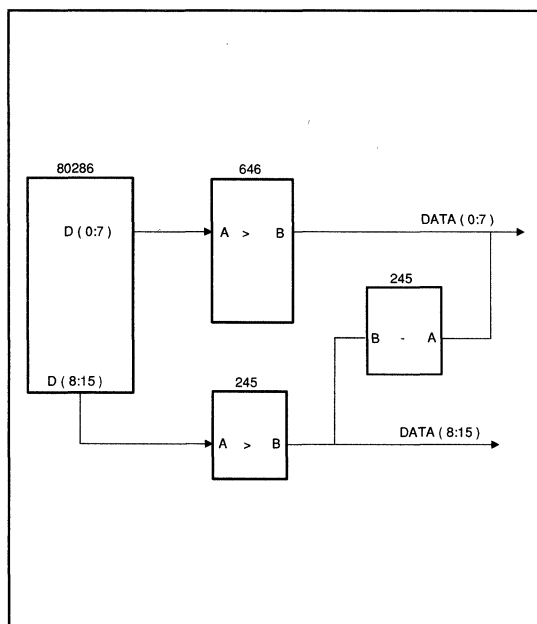 80286
646
D ( 0:7 )
A > B
DATA ( 0:7 )
245
B - A
D ( 8:15 )
245
A > B
DATA ( 8:15 )